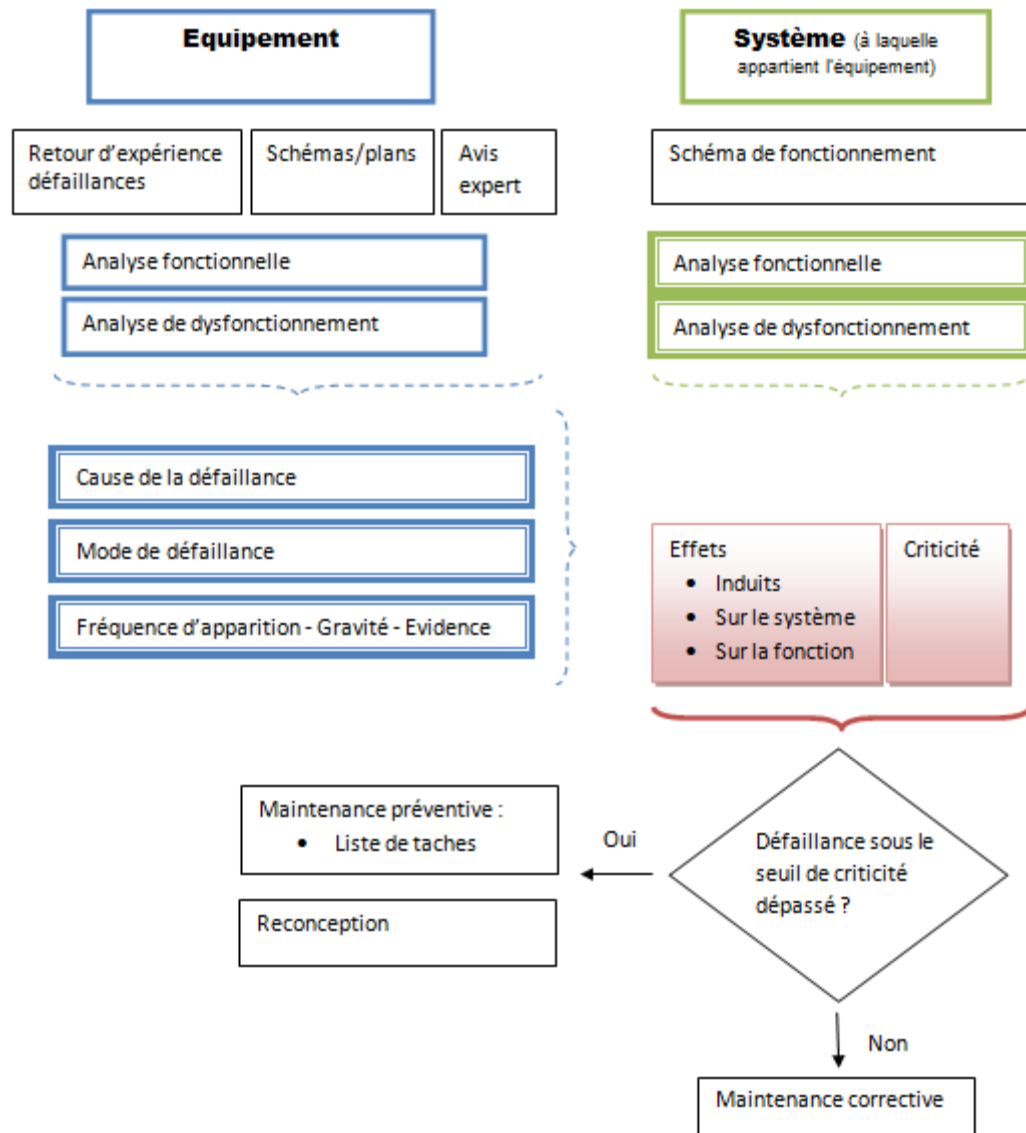 Equipement
Système (à laquelle
appartient l'équipement)
Retour d'expérience
défaillances
Schémas/plans
Avis
expert
Schéma de fonctionnement
Analyse fonctionnelle
Analyse de dysfonctionnement
Analyse fonctionnelle
Analyse de dysfonctionnement
Cause de la défaillance
Mode de défaillance
Fréquence d'apparition - Gravité - Evidence
Effets
• Induits
• Sur le système
• Sur la fonction
Criticité
Maintenance préventive :
• Liste de taches
Reconception
Oui
Défaillance sous le
seuil de criticité
dépassé ?
Non
Maintenance corrective